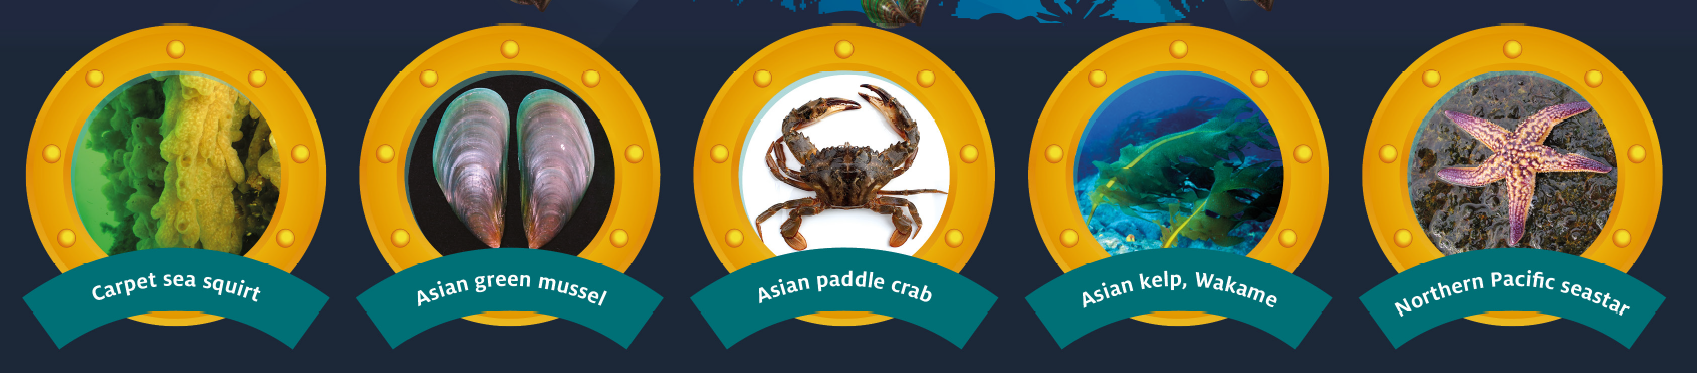 Carpet sea squirt
Asian green mussel
Asian paddle crab
Asian kelp, Wakame
Northern Pacific seastar